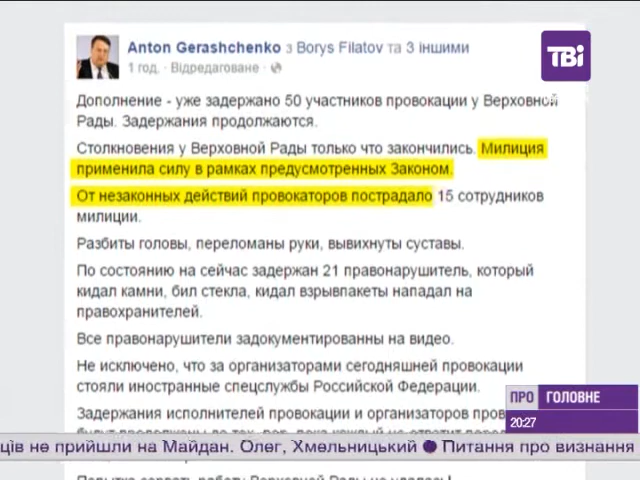 Anton Gerashchenko з Borys Filatov та 3 іншими
1 год. · Відредаговане ·
ТВі
Дополнение - уже задержано 50 участников провокации у Верховной
Рады. Задержания продолжаются.
Столкновения у Верховной Рады только что закончились. Милиция
применила силу в рамках предусмотренных Законом.
От незаконных действий провокаторов пострадало 15 сотрудников
милиции.
Разбиты головы, переломаны руки, вывихнуты суставы.
По состоянию на сейчас задержан 21 правонарушитель, который
кидал камни, бил стекла, кидал взрывпакеты нападал на
правохранителей.
Все правонарушители задокументированны на видео.
Не исключено, что за организаторами сегодняшней провокации
стояли иностранные спецслужбы Российской Федерации.
Задержания исполнителей провокации и организаторов
ПРО ГОЛОВНЕ
20:27
ців не прийшли на Майдан. Олег, Хмельницький ● Питання про визнання